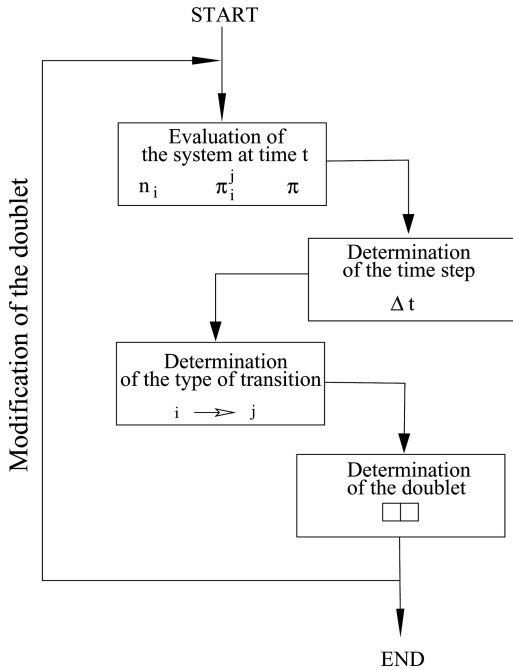 START
Evaluation of
the system at time t
n i π i j π
Determination
of the time step
Δ t
Determination
of the type of transition
i → j
Determination
of the doublet
END
Modification of the doublet